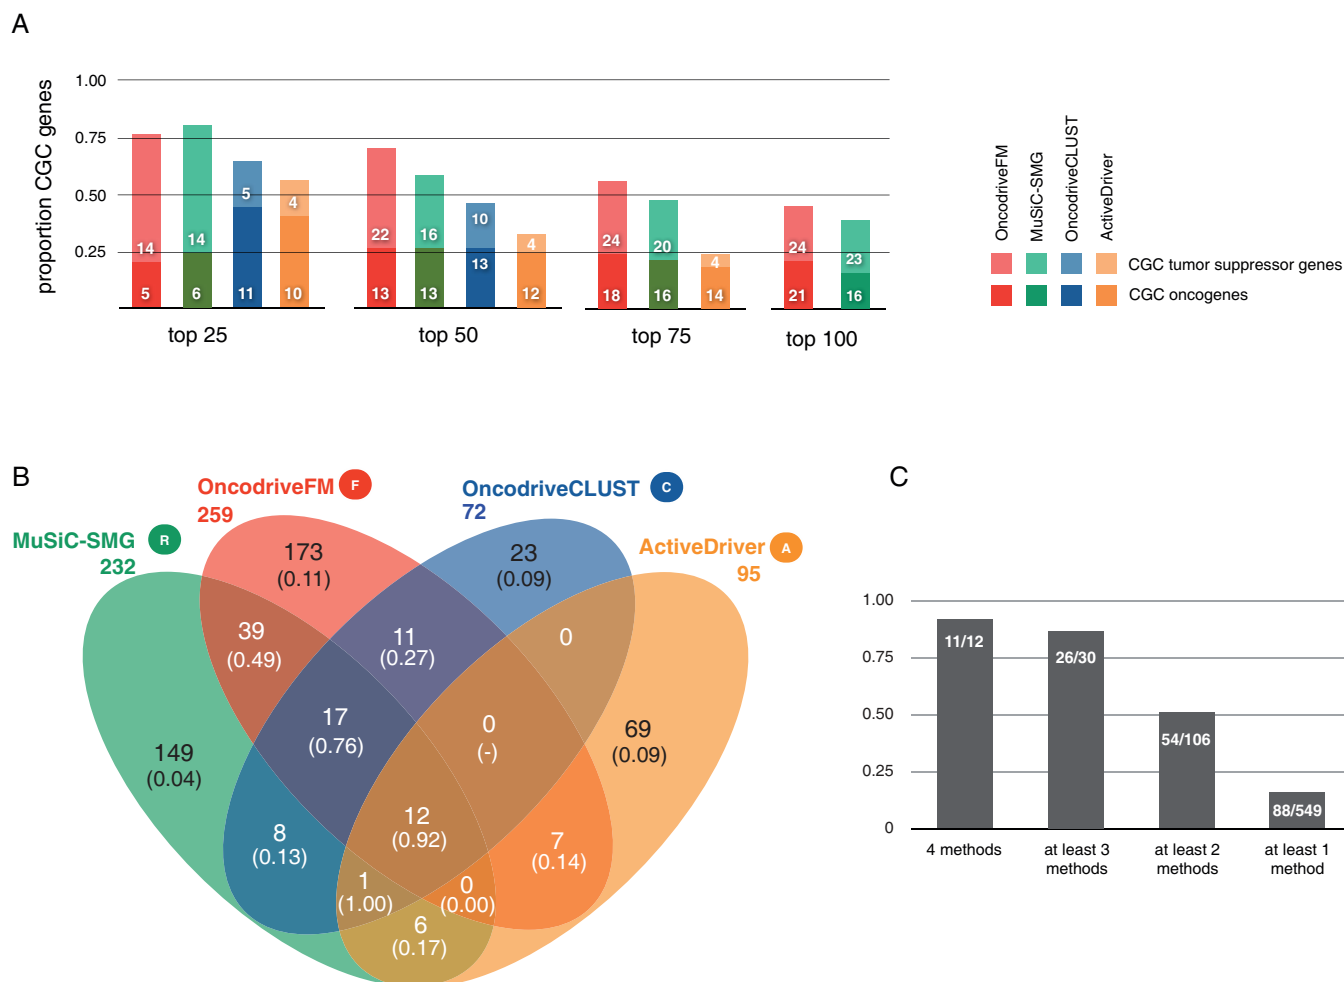 A
proportion CGC genes
1.00
0.75
0.50
0.25
14
5
14
6
5
11
4
10
22
13
16
13
10
13
4
12
24
18
20
16
4
14
24
21
23
16
top 25
top 50
top 75
top 100
OncodriveFM
MuSiC-SMG
OncodriveCLUST
ActiveDriver
CGC tumor suppressor genes
CGC oncogenes
B
MuSiC-SMG R
232
OncodriveFM F
259
OncodriveCLUST C
72
ActiveDriver A
95
173
(0.11)
23
(0.09)
39
(0.49)
11
(0.27)
0
17
(0.76)
0
(-)
69
(0.09)
149
(0.04)
8
(0.13)
12
(0.92)
7
(0.14)
1
(1.00)
0
(0.00)
6
(0.17)
C
1.00
0.75
0.50
0.25
0
11/12
26/30
54/106
88/549
4 methods
at least 3
methods
at least 2
methods
at least 1
method